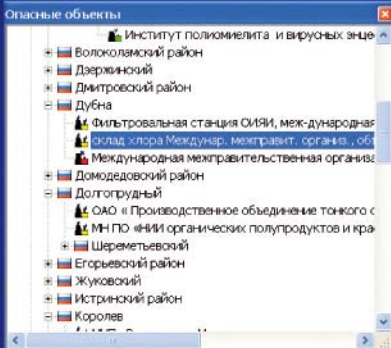 Опасные объекты
Институт полиомиелита и вирусных энце
Волоколамский район
Дзержинский
Дмитровский район
Дубна
Фильтровальная станция ОИЯИ, меж-дународная
склад хлора Междунар. межправит. организ., об
Международная межправительственная организа
Домодедовский район
Долгопрудный
ОАО « Производственное объединение тонкого о
МН ПО «НИИ органических полупродуктов и кра
Шереметьевский
Егорьевский район
Жуковский
Истринский район
Королев